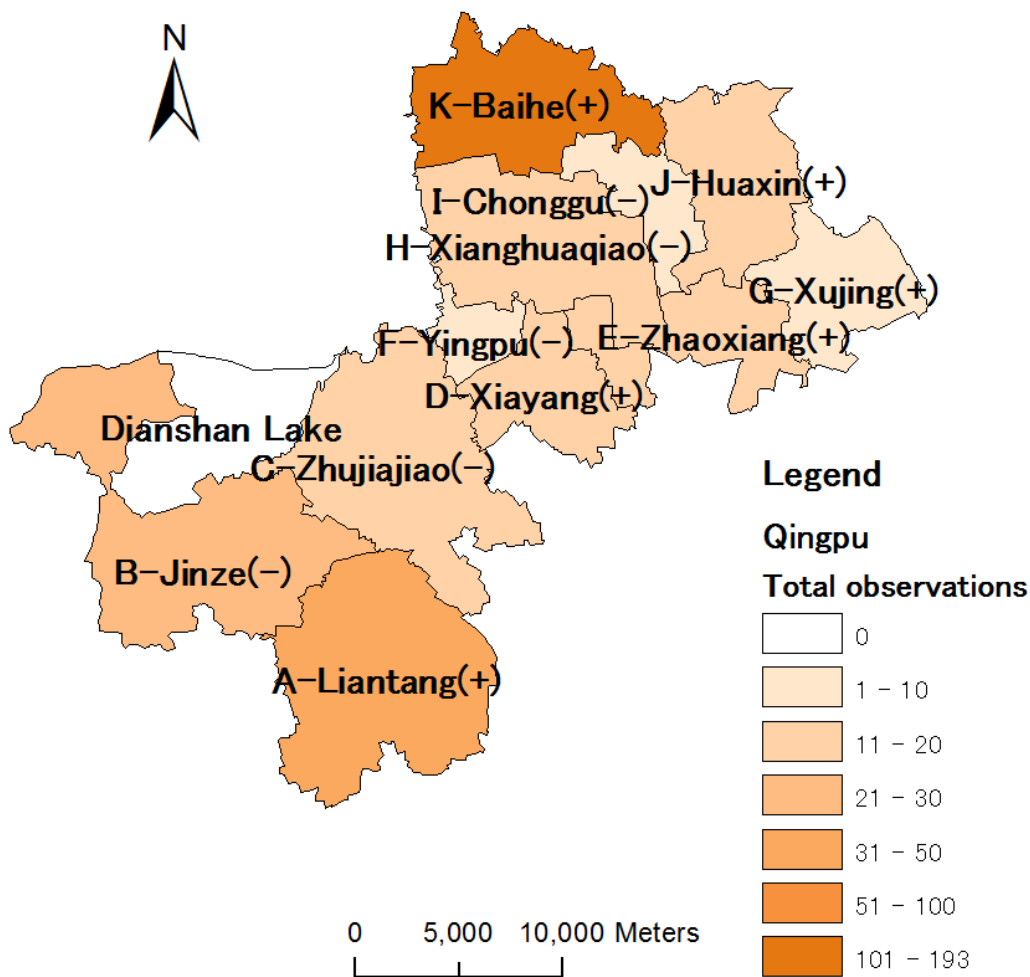 N
K-Baihe(+)
J-Huaxin(+)
I-Chonggu(-)
H-Xianghuaqiao(-)
G-Xujing(+)
F-Yingpu(-)
E-Zhaoxiang(+)
D-Xiayang(+)
Dianshan Lake
C-Zhujiajiao(-)
B-Jinze(-)
A-Liantang(+)
Legend
Qingpu
Total observations
0
1 - 10
11 - 20
21 - 30
31 - 50
51 - 100
101 - 193
0 5,000 10,000 Meters